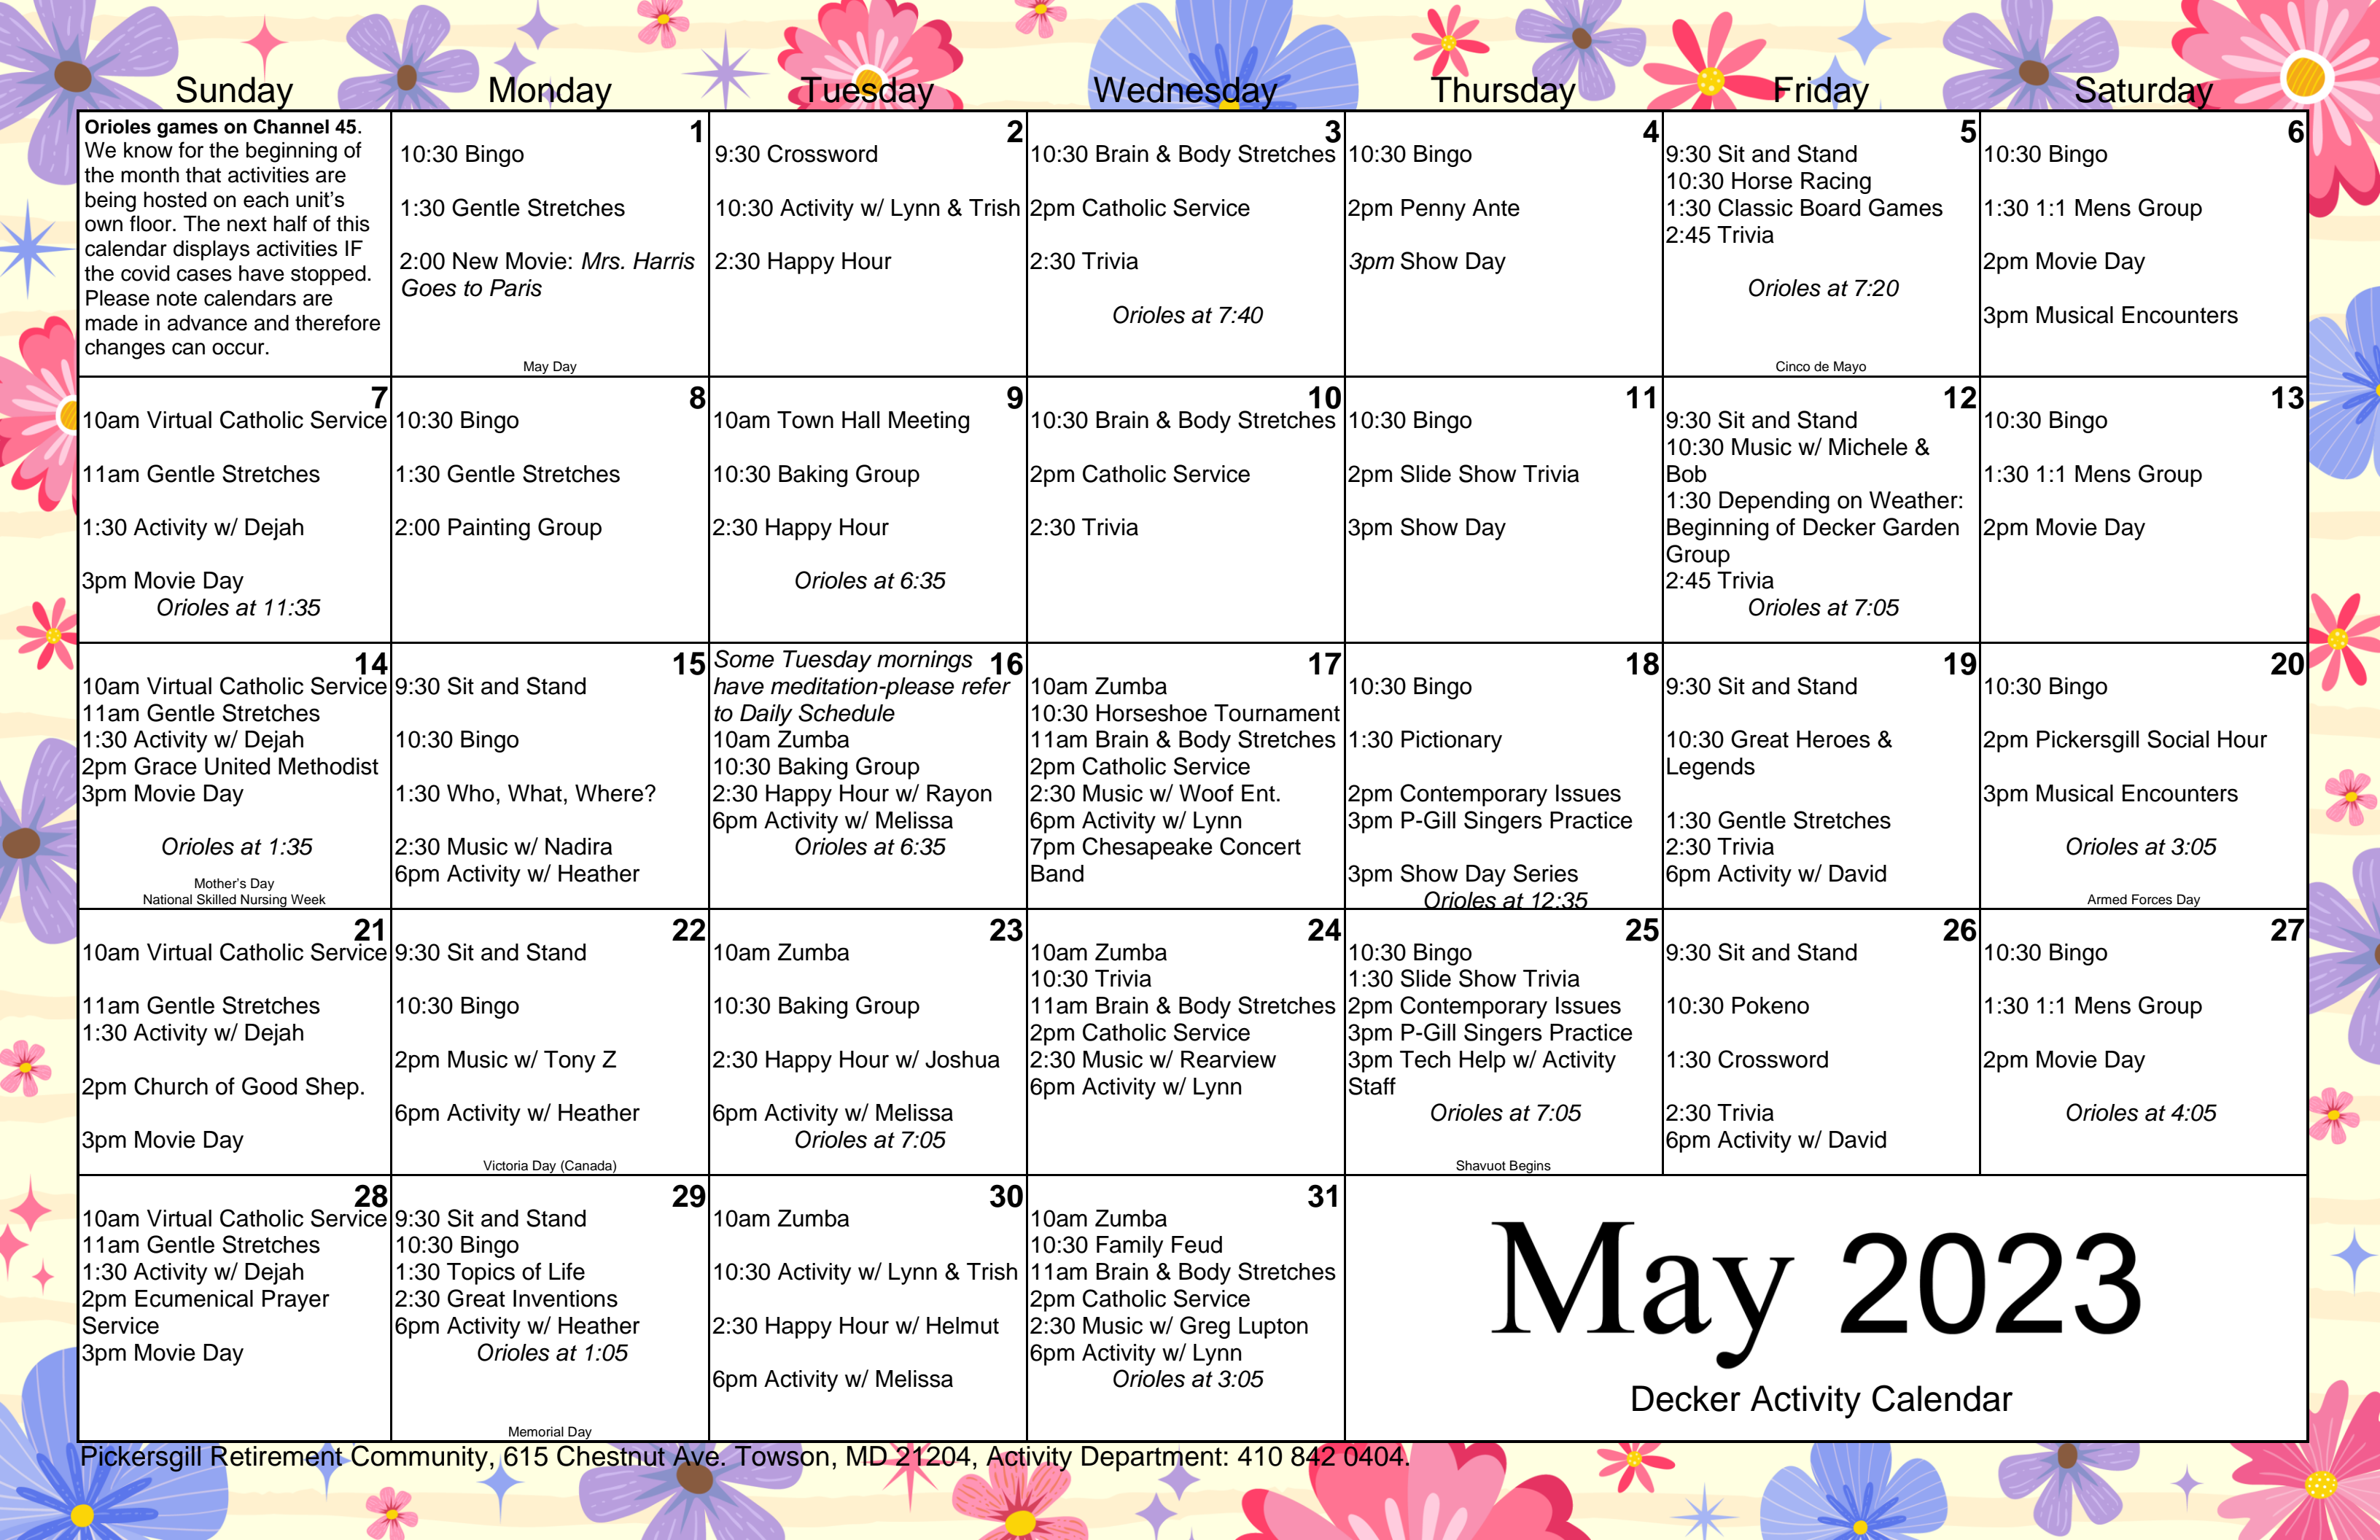 Sunday Monday Tuesday Wednesday Thursday Friday Saturday
Orioles games on Channel 45.
We know for the beginning of
the month that activities are
being hosted on each unit's
own floor. The next half of this
calendar displays activities IF
the covid cases have stopped.
Please note calendars are
made in advance and therefore
changes can occur.
1
10:30 Bingo
1:30 Gentle Stretches
2:00 New Movie: Mrs. Harris
Goes to Paris
May Day
2
9:30 Crossword
10:30 Activity w/ Lynn & Trish
2:30 Happy Hour
3
10:30 Brain & Body Stretches
2pm Catholic Service
2:30 Trivia
Orioles at 7:40
4
10:30 Bingo
2pm Penny Ante
3pm Show Day
5
9:30 Sit and Stand
10:30 Horse Racing
1:30 Classic Board Games
2:45 Trivia
Orioles at 7:20
Cinco de Mayo
6
10:30 Bingo
1:30 1:1 Mens Group
2pm Movie Day
3pm Musical Encounters
7
10am Virtual Catholic Service
11am Gentle Stretches
1:30 Activity w/ Dejah
3pm Movie Day
Orioles at 11:35
8
10:30 Bingo
1:30 Gentle Stretches
2:00 Painting Group
9
10am Town Hall Meeting
10:30 Baking Group
2:30 Happy Hour
Orioles at 6:35
10
10:30 Brain & Body Stretches
2pm Catholic Service
2:30 Trivia
11
10:30 Bingo
2pm Slide Show Trivia
3pm Show Day
12
9:30 Sit and Stand
10:30 Music w/ Michele &
Bob
1:30 Depending on Weather:
Beginning of Decker Garden
Group
2:45 Trivia
Orioles at 7:05
13
10:30 Bingo
1:30 1:1 Mens Group
2pm Movie Day
14
10am Virtual Catholic Service
11am Gentle Stretches
1:30 Activity w/ Dejah
2pm Grace United Methodist
3pm Movie Day
Orioles at 1:35
Mother's Day
National Skilled Nursing Week
15
9:30 Sit and Stand
10:30 Bingo
1:30 Who, What, Where?
2:30 Music w/ Nadira
6pm Activity w/ Heather
Some Tuesday mornings 16
have meditation-please refer
to Daily Schedule
10am Zumba
10:30 Baking Group
2:30 Happy Hour w/ Rayon
6pm Activity w/ Melissa
Orioles at 6:35
17
10am Zumba
10:30 Horseshoe Tournament
11am Brain & Body Stretches
2pm Catholic Service
2:30 Music w/ Woof Ent.
6pm Activity w/ Lynn
7pm Chesapeake Concert
Band
18
10:30 Bingo
1:30 Pictionary
2pm Contemporary Issues
3pm P-Gill Singers Practice
3pm Show Day Series
Orioles at 12:35
19
9:30 Sit and Stand
10:30 Great Heroes &
Legends
1:30 Gentle Stretches
2:30 Trivia
6pm Activity w/ David
20
10:30 Bingo
2pm Pickersgill Social Hour
3pm Musical Encounters
Orioles at 3:05
Armed Forces Day
21
10am Virtual Catholic Service
11am Gentle Stretches
1:30 Activity w/ Dejah
2pm Church of Good Shep.
3pm Movie Day
22
9:30 Sit and Stand
10:30 Bingo
2pm Music w/ Tony Z
6pm Activity w/ Heather
Victoria Day (Canada)
23
10am Zumba
10:30 Baking Group
2:30 Happy Hour w/ Joshua
6pm Activity w/ Melissa
Orioles at 7:05
24
10am Zumba
10:30 Trivia
11am Brain & Body Stretches
2pm Catholic Service
2:30 Music w/ Rearview
6pm Activity w/ Lynn
25
10:30 Bingo
1:30 Slide Show Trivia
2pm Contemporary Issues
3pm P-Gill Singers Practice
3pm Tech Help w/ Activity
Staff
Orioles at 7:05
Shavuot Begins
26
9:30 Sit and Stand
10:30 Pokeno
1:30 Crossword
2:30 Trivia
6pm Activity w/ David
27
10:30 Bingo
1:30 1:1 Mens Group
2pm Movie Day
Orioles at 4:05
28
10am Virtual Catholic Service
11am Gentle Stretches
1:30 Activity w/ Dejah
2pm Ecumenical Prayer
Service
3pm Movie Day
29
9:30 Sit and Stand
10:30 Bingo
1:30 Topics of Life
2:30 Great Inventions
6pm Activity w/ Heather
Orioles at 1:05
Memorial Day
30
10am Zumba
10:30 Activity w/ Lynn & Trish
2:30 Happy Hour w/ Helmut
6pm Activity w/ Melissa
31
10am Zumba
10:30 Family Feud
11am Brain & Body Stretches
2pm Catholic Service
2:30 Music w/ Greg Lupton
6pm Activity w/ Lynn
Orioles at 3:05
May 2023
Decker Activity Calendar
Pickersgill Retirement Community, 615 Chestnut Ave. Towson, MD 21204, Activity Department: 410 842 0404.